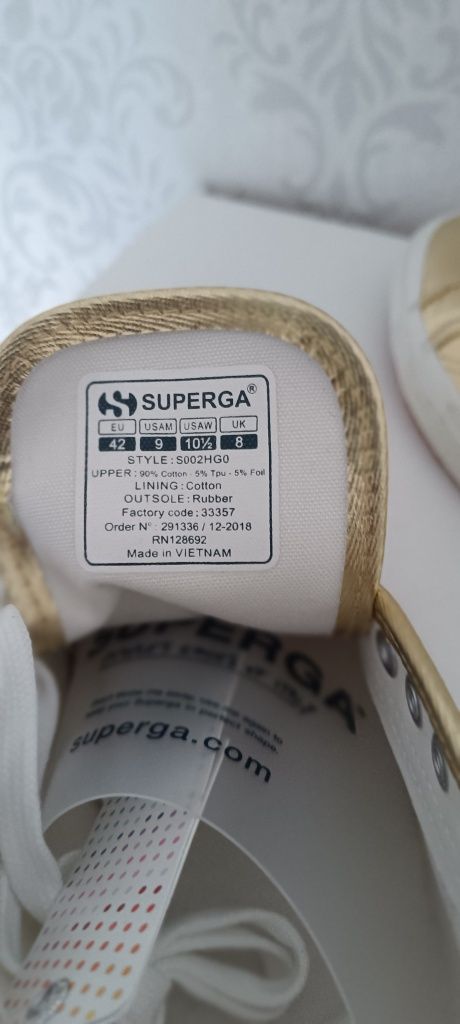 SUPERGA®
EU USAM USAW UK
42 9 10½ 8
STYLE : S002HG0
UPPER : 90% Cotton - 5% Tpu - 5% Foil
LINING : Cotton
OUTSOLE : Rubber
Factory code : 33357
Order Nº : 291336 / 12-2018
RN128692
Made in VIETNAM
SUPERGA
superga.com